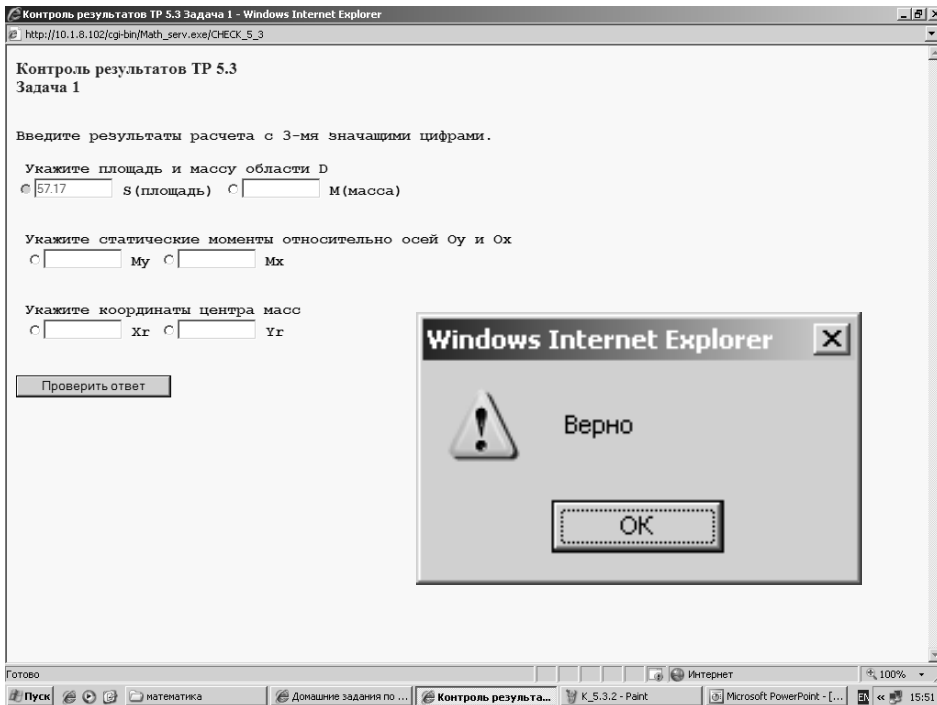 Контроль результатов ТР 5.3 Задача 1 - Windows Internet Explorer
http://10.1.8.102/cgi-bin/Math_serv.exe/CHECK_5_3
Контроль результатов ТР 5.3
Задача 1
Введите результаты расчета с 3-мя значащими цифрами.
Укажите площадь и массу области D
57.17 S(площадь) M(масса)
Укажите статические моменты относительно осей Oy и Ox
My Mx
Укажите координаты центра масс
Xr Yr
Проверить ответ
Windows Internet Explorer
Верно
OK
Готово Интернет 100%
Пуск математика Домашние задания по ... Контроль результа... K_5.3.2 - Paint Microsoft PowerPoint - [... EN « 15:51